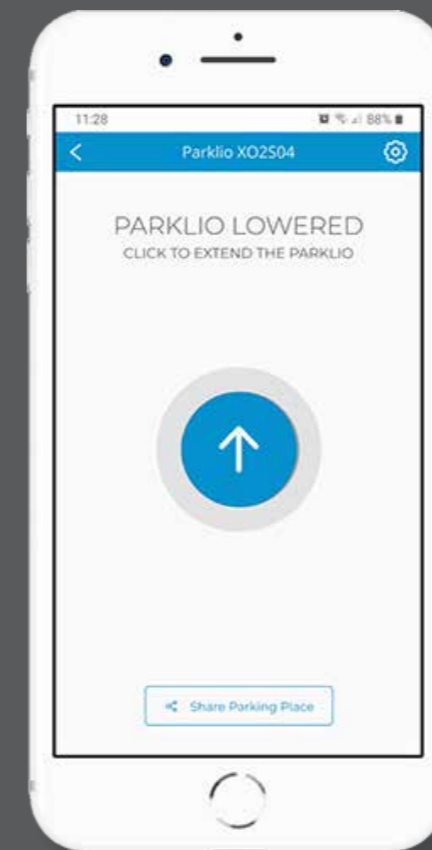 11:28
88%
Parklio XO2S04
PARKLIO LOWERED
CLICK TO EXTEND THE PARKLIO
Share Parking Place